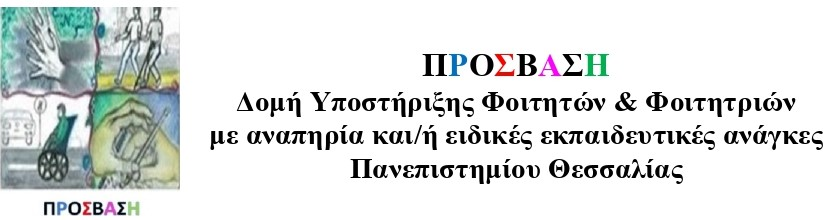 ΠΡΟΣΒΑΣΗ
Δομή Υποστήριξης Φοιτητών & Φοιτητριών
με αναπηρία και/ή ειδικές εκπαιδευτικές ανάγκες
Πανεπιστημίου Θεσσαλίας
ΠΡΟΣΒΑΣΗ